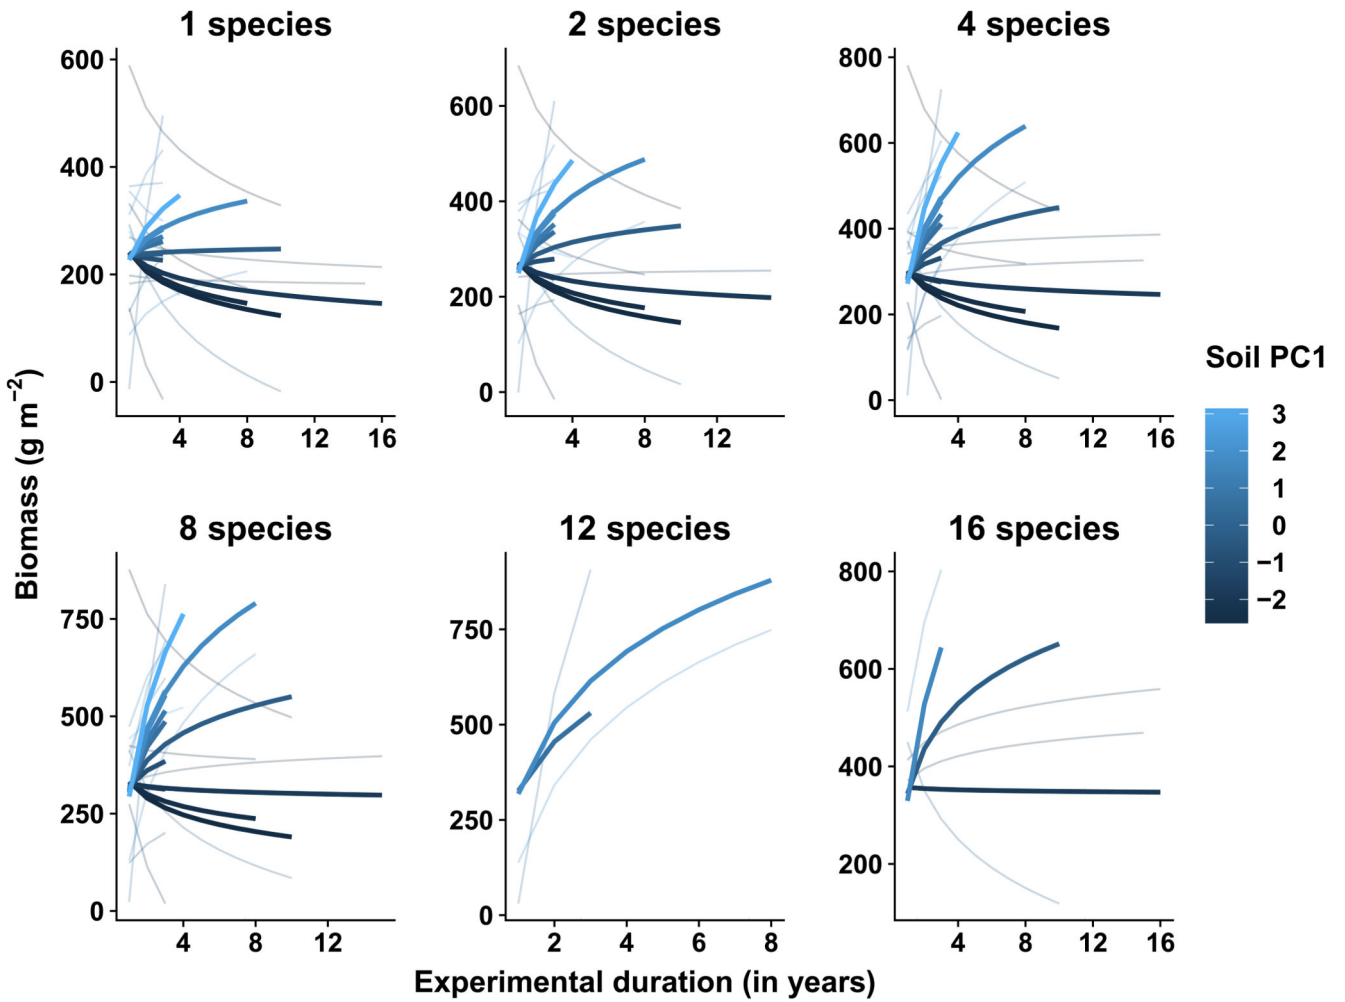 1 species
2 species
4 species
600
400
200
0
4 8 12 16
600
400
200
0
4 8 12
800
600
400
200
0
4 8 12 16
Biomass (g m−2)
Soil PC1
3
2
1
0
−1
−2
8 species
12 species
16 species
750
500
250
0
4 8 12
750
500
250
0
2 4 6 8
800
600
400
200
4 8 12 16
Experimental duration (in years)